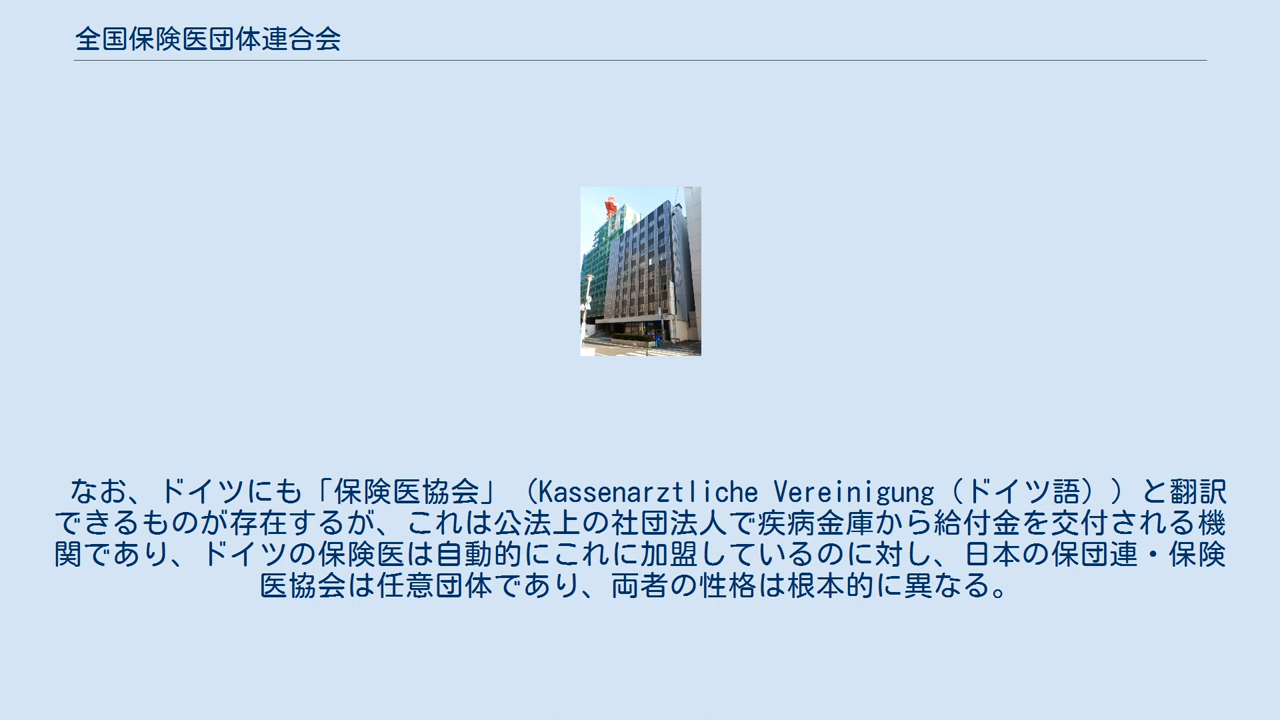 全国保険医団体連合会
なお、ドイツにも「保険医協会」（Kassenarztliche Vereinigung（ドイツ語））と翻訳
できるものが存在するが、これは公法上の社団法人で疾病金庫から給付金を交付される機
関であり、ドイツの保険医は自動的にこれに加盟しているのに対し、日本の保団連・保険
医協会は任意団体であり、両者の性格は根本的に異なる。